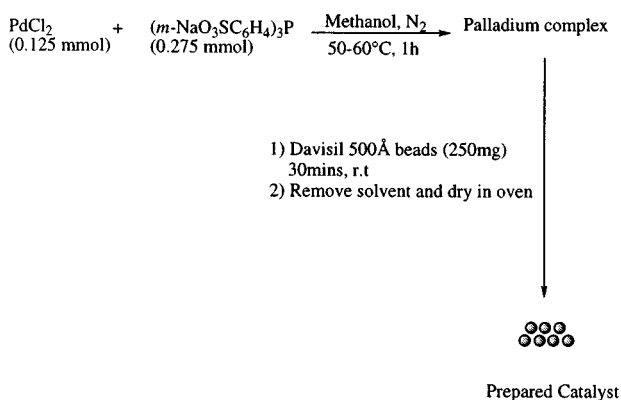 PdCl2 + (m-NaO3SC6H4)3P Methanol, N2 Palladium complex
(0.125 mmol) (0.275 mmol) 50-60°C, 1h
1) Davisil 500Å beads (250mg)
30mins, r.t
2) Remove solvent and dry in oven
Prepared Catalyst